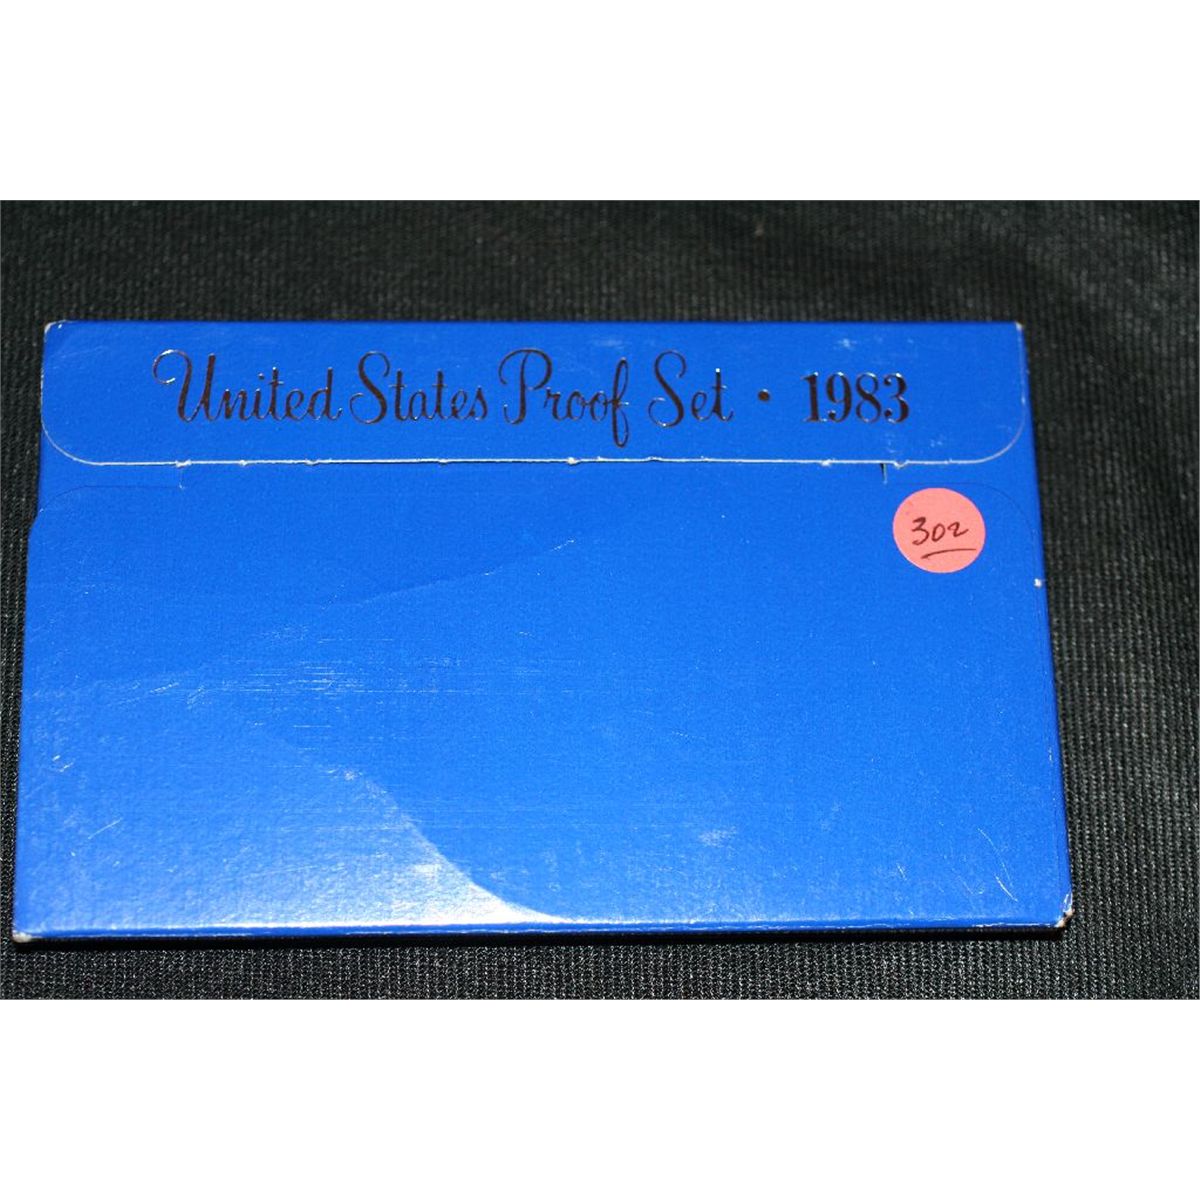 United States Proof Set · 1983
302